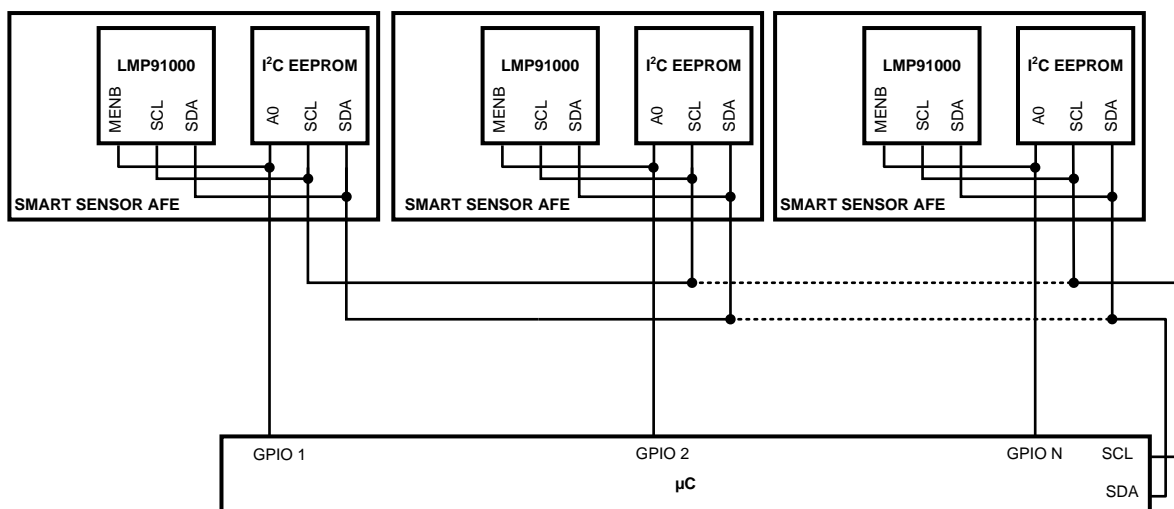 LMP91000
I²C EEPROM
MENB
SCL
SDA
A0
SCL
SDA
SMART SENSOR AFE
LMP91000
I²C EEPROM
MENB
SCL
SDA
A0
SCL
SDA
SMART SENSOR AFE
LMP91000
I²C EEPROM
MENB
SCL
SDA
A0
SCL
SDA
SMART SENSOR AFE
GPIO 1
GPIO 2
GPIO N
SCL
µC
SDA